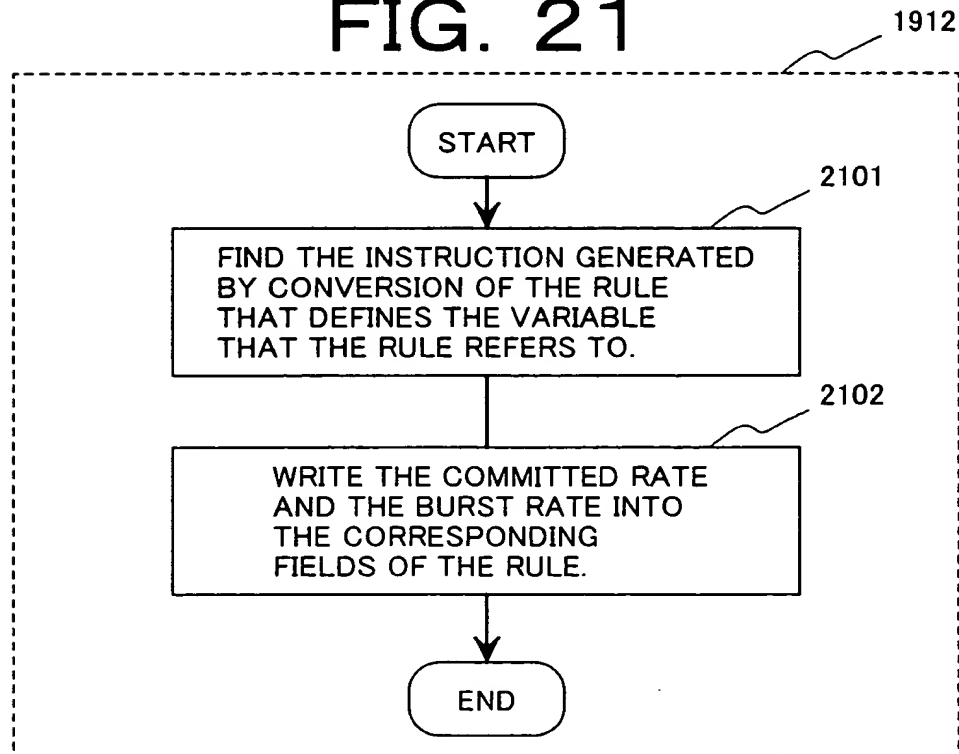 FIG. 21
1912
START
2101
FIND THE INSTRUCTION GENERATED
BY CONVERSION OF THE RULE
THAT DEFINES THE VARIABLE
THAT THE RULE REFERS TO.
2102
WRITE THE COMMITTED RATE
AND THE BURST RATE INTO
THE CORRESPONDING
FIELDS OF THE RULE.
END